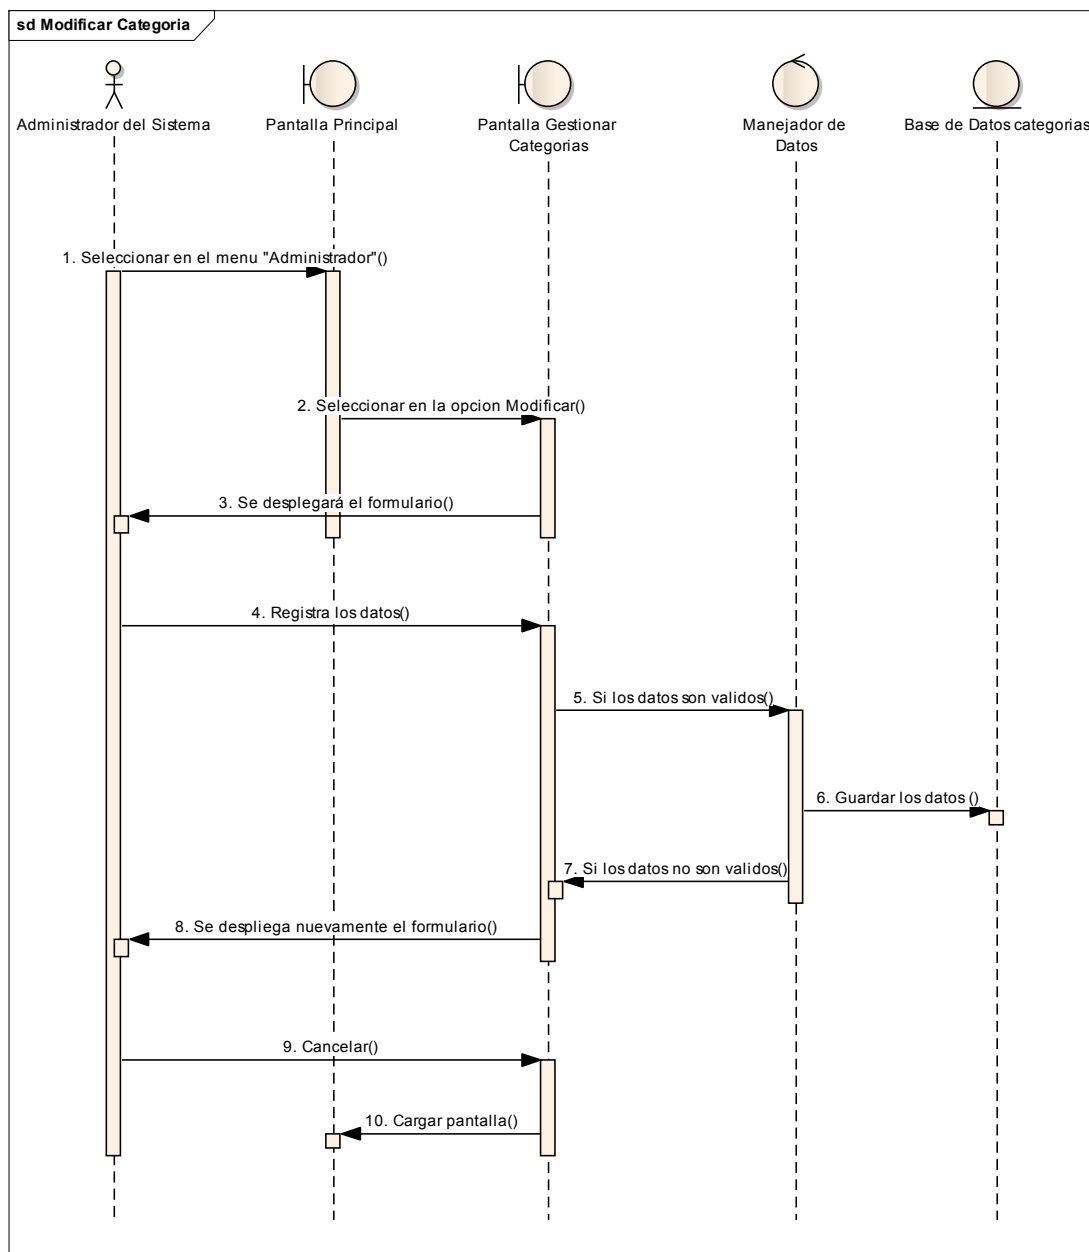 sd Modificar Categoria
Administrador del Sistema
Pantalla Principal
Pantalla Gestionar
Categorias
Manejador de
Datos
Base de Datos categorias
1. Seleccionar en el menu "Administrador"()
2. Seleccionar en la opcion Modificar()
3. Se desplegará el formulario()
4. Registra los datos()
5. Si los datos son validos()
6. Guardar los datos ()
7. Si los datos no son validos()
8. Se despliega nuevamente el formulario()
9. Cancelar()
10. Cargar pantalla()